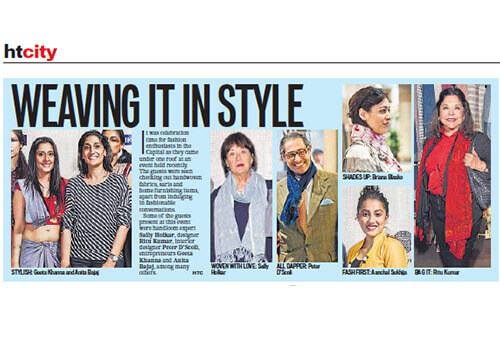 htcity
WEAVING IT IN STYLE
It was celebration
time for fashion
enthusiasts in the
Capital as they came
under one roof at an
event held recently.
The guests were seen
checking out handwoven
fabrics, saris and
home furnishing items,
apart from indulging
in fashionable
conversations.
Some of the guests
present at this event
were handloom expert
Sally Holkar, designer
Ritu Kumar, interior
designer Peter D'Scoli,
entrepreneurs Geeta
Khanna and Anita
Bajaj, among many
others. HTC
STYLISH: Geeta Khanna and Anita Bajaj
WOVEN WITH LOVE: Sally
Holkar
ALL DAPPER: Peter
D'Scoli
SHADES UP: Briana Blasko
FASH FIRST: Aanchal Sukhija
BAG IT: Ritu Kumar